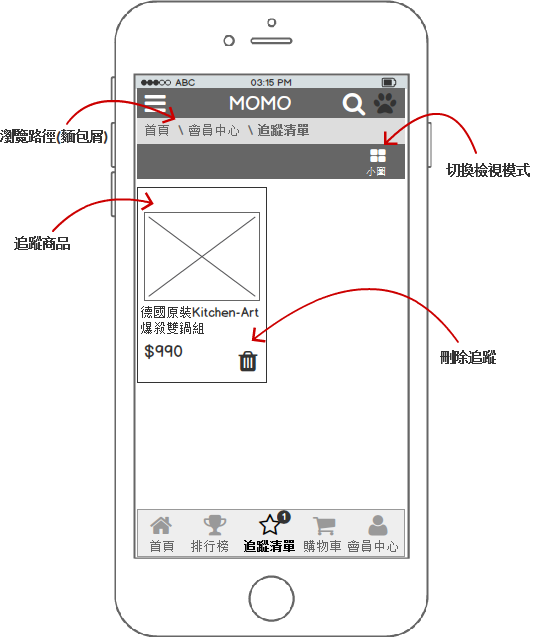 ABC 03:15 PM
MOMO
瀏覽路徑(麵包屑)
首頁 \ 會員中心 \ 追蹤清單
小圖
切換檢視模式
追蹤商品
德國原裝Kitchen-Art
爆殺雙鍋組
$990
刪除追蹤
1
首頁 排行榜 追蹤清單 購物車 會員中心